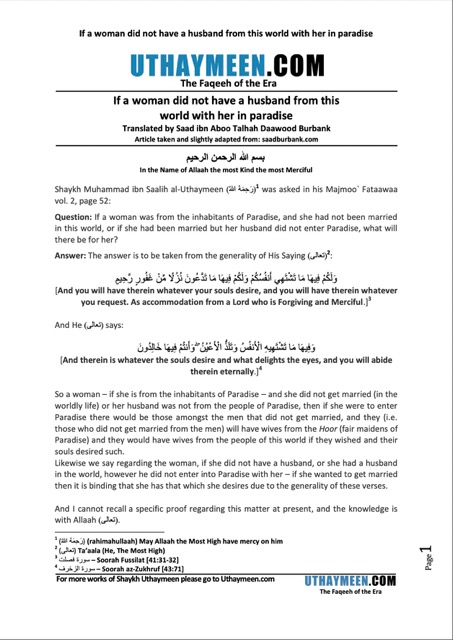 If a woman did not have a husband from this world with her in paradise
UTHAYMEEN.COM
The Faqeeh of the Era
If a woman did not have a husband from this
world with her in paradise
Translated by Saad ibn Aboo Talhah Daawood Burbank
Article taken and slightly adapted from: saadburbank.com
بسم الله الرحمن الرحيم
In the Name of Allaah the most Kind the most Merciful
Shaykh Muhammad ibn Saalih al-Uthaymeen (رَحِمَهُ اللهُ)1 was asked in his Majmoo` Fataawaa
vol. 2, page 52:
Question: If a woman was from the inhabitants of Paradise, and she had not been married
in this world, or if she had been married but her husband did not enter Paradise, what will
there be for her?
Answer: The answer is to be taken from the generality of His Saying (تعالى)2:
وَلَكُمْ فِيهَا مَا تَشْتَهِي أَنفُسُكُمْ وَلَكُمْ فِيهَا مَا تَدَّعُونَ نُزُلًا مِّنْ غَفُورٍ رَّحِيمٍ
[And you will have therein whatever your souls desire, and you will have therein whatever
you request. As accommodation from a Lord who is Forgiving and Merciful.]3
And He (تعالى) says:
وَفِيهَا مَا تَشْتَهِيهِ الْأَنفُسُ وَتَلَذُّ الْأَعْيُنُ ۖ وَأَنتُمْ فِيهَا خَالِدُونَ
[And therein is whatever the souls desire and what delights the eyes, and you will abide
therein eternally.]4
So a woman – if she is from the inhabitants of Paradise – and she did not get married (in the
worldly life) or her husband was not from the people of Paradise, then if she were to enter
Paradise there would be those amongst the men that did not get married, and they (i.e.
those who did not get married from the men) will have wives from the Hoor (fair maidens of
Paradise) and they would have wives from the people of this world if they wished and their
souls desired such.
Likewise we say regarding the woman, if she did not have a husband, or she had a husband
in the world, however he did not enter into Paradise with her – if she wanted to get married
then it is binding that she has that which she desires due to the generality of these verses.
And I cannot recall a specific proof regarding this matter at present, and the knowledge is
with Allaah (تعالى).
1 (رَحِمَهُ اللهُ) (rahimahullaah) May Allaah the Most High have mercy on him
2 (تعالى) Ta'aala (He, The Most High)
3 سورة فصلت – Soorah Fussilat [41:31-32]
4 سورة الزخرف – Soorah az-Zukhruf [43:71]
For more works of Shaykh Uthaymeen please go to Uthaymeen.com
UTHAYMEEN.COM
The Faqeeh of the Era
Page 1